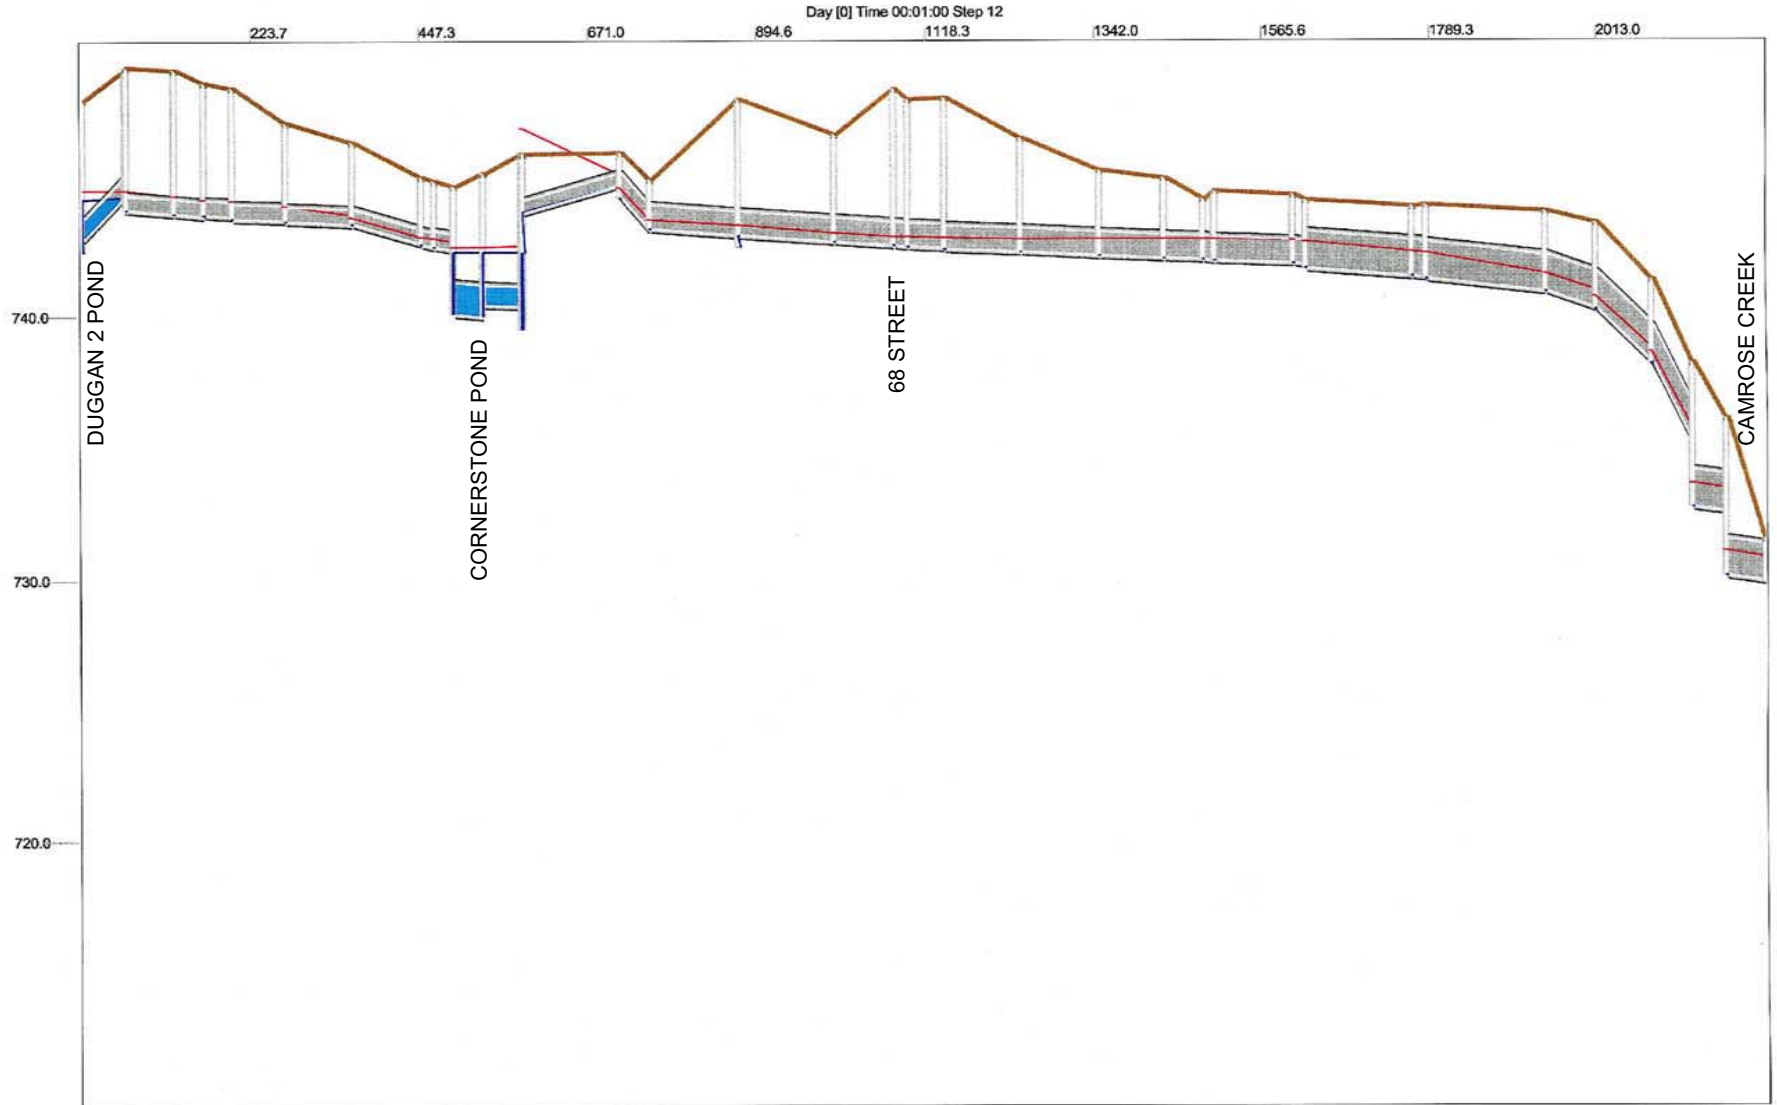 Day [0] Time 00:01:00 Step 12
223.7 447.3 671.0 894.6 1118.3 1342.0 1565.6 1789.3 2013.0
740.0
730.0
720.0
DUGGAN 2 POND
CORNERSTONE POND
68 STREET
CAMROSE CREEK